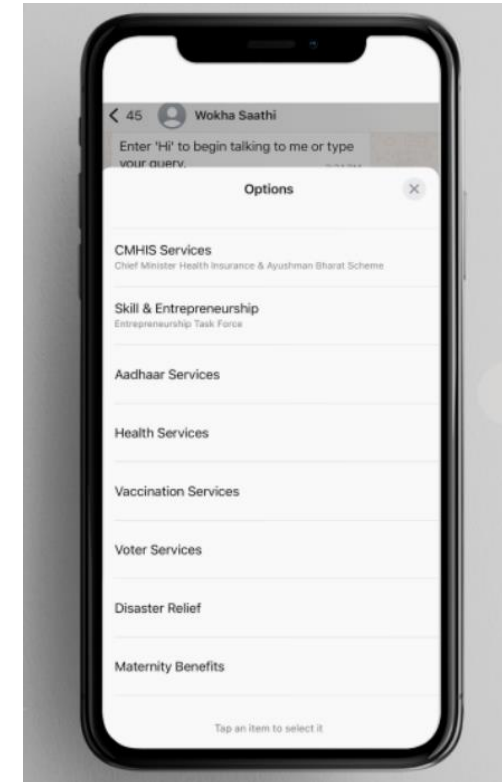 45 Wokha Saathi
Enter 'Hi' to begin talking to me or type
your query.
Options
CMHIS Services
Chief Minister Health Insurance & Ayushman Bharat Scheme
Skill & Entrepreneurship
Entrepreneurship Task Force
Aadhaar Services
Health Services
Vaccination Services
Voter Services
Disaster Relief
Maternity Benefits
Tap an item to select it